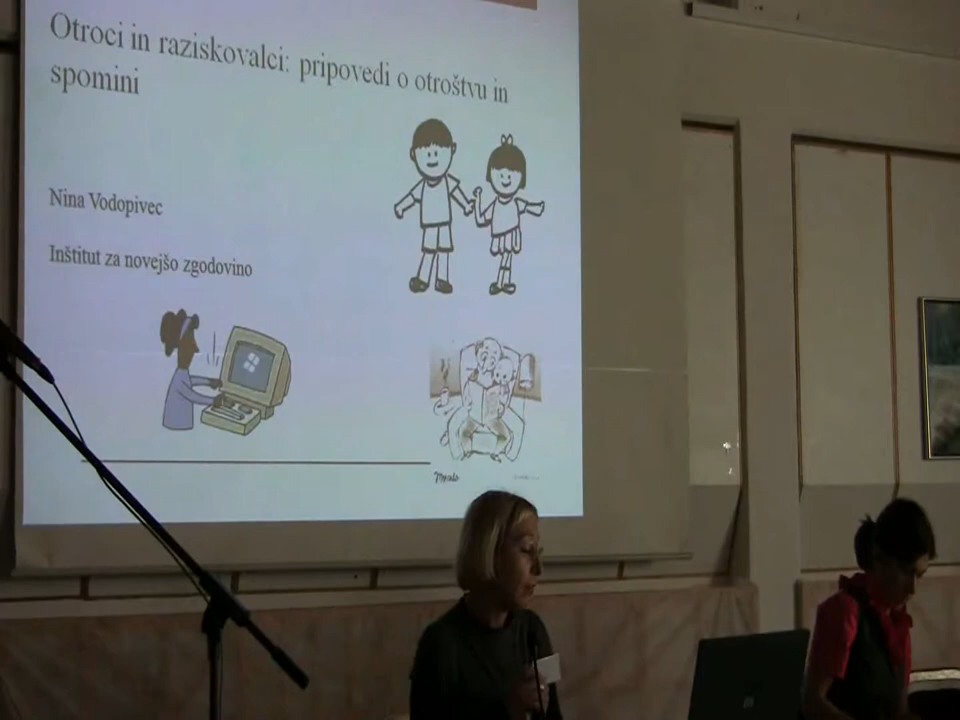 Otroci in raziskovalci: pripovedi o otroštvu in
spomini
Nina Vodopivec
Inštitut za novejšo zgodovino